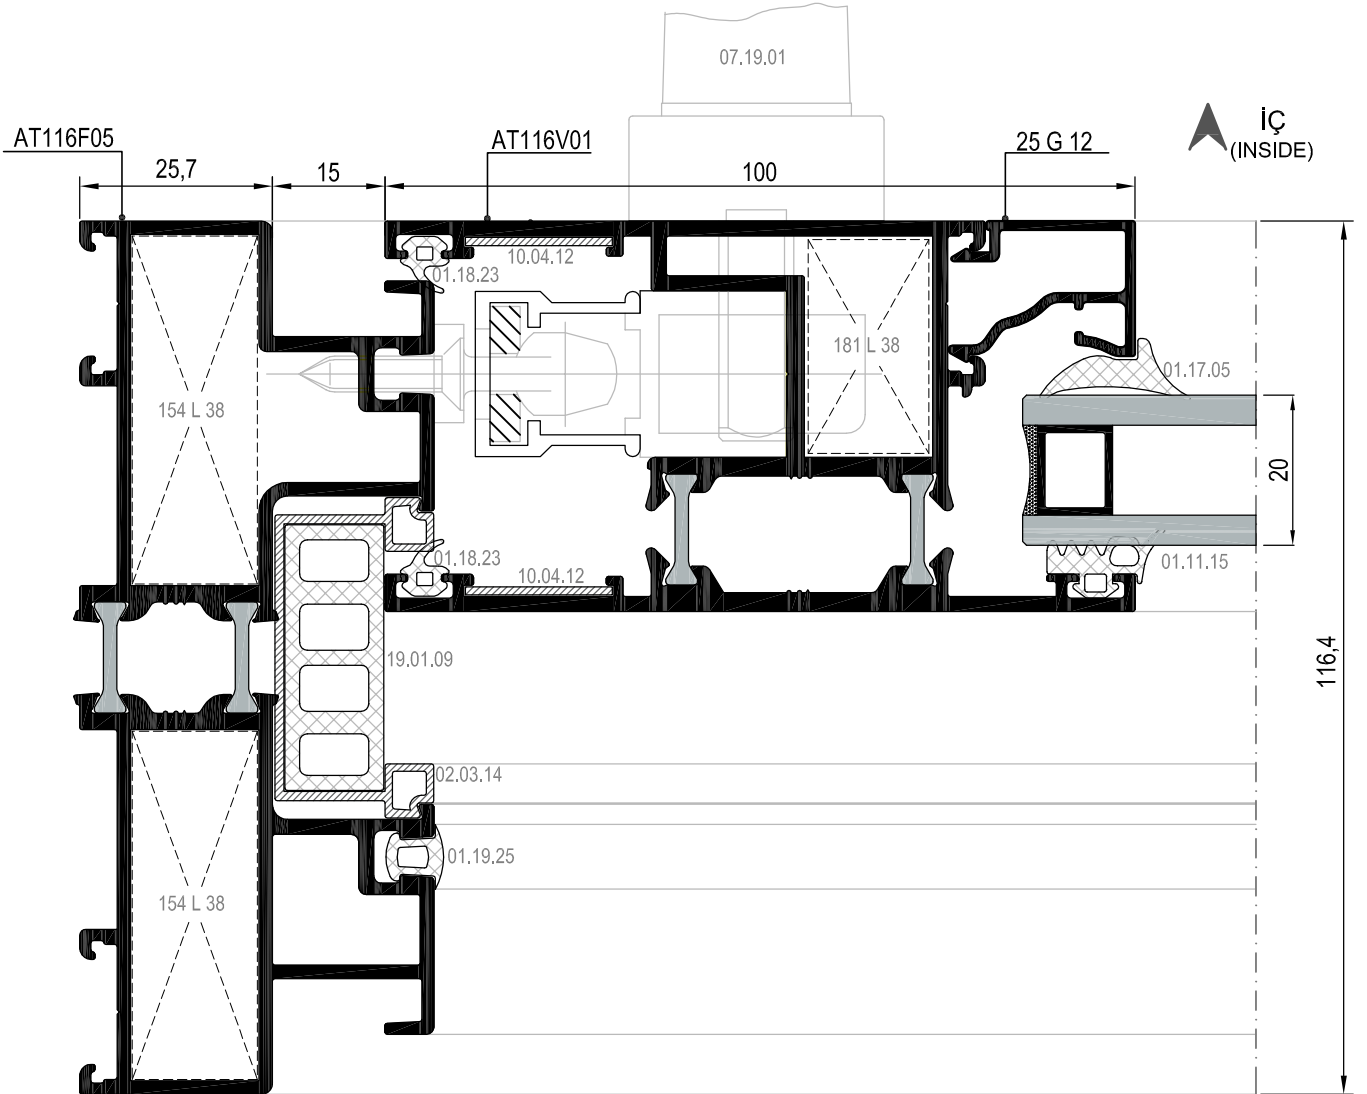 07.19.01
İÇ
(INSIDE)
AT116F05
AT116V01
25 G 12
25,7
15
100
10.04.12
01.18.23
181 L 38
01.17.05
154 L 38
20
01.18.23
10.04.12
01.11.15
19.01.09
116,4
02.03.14
01.19.25
154 L 38